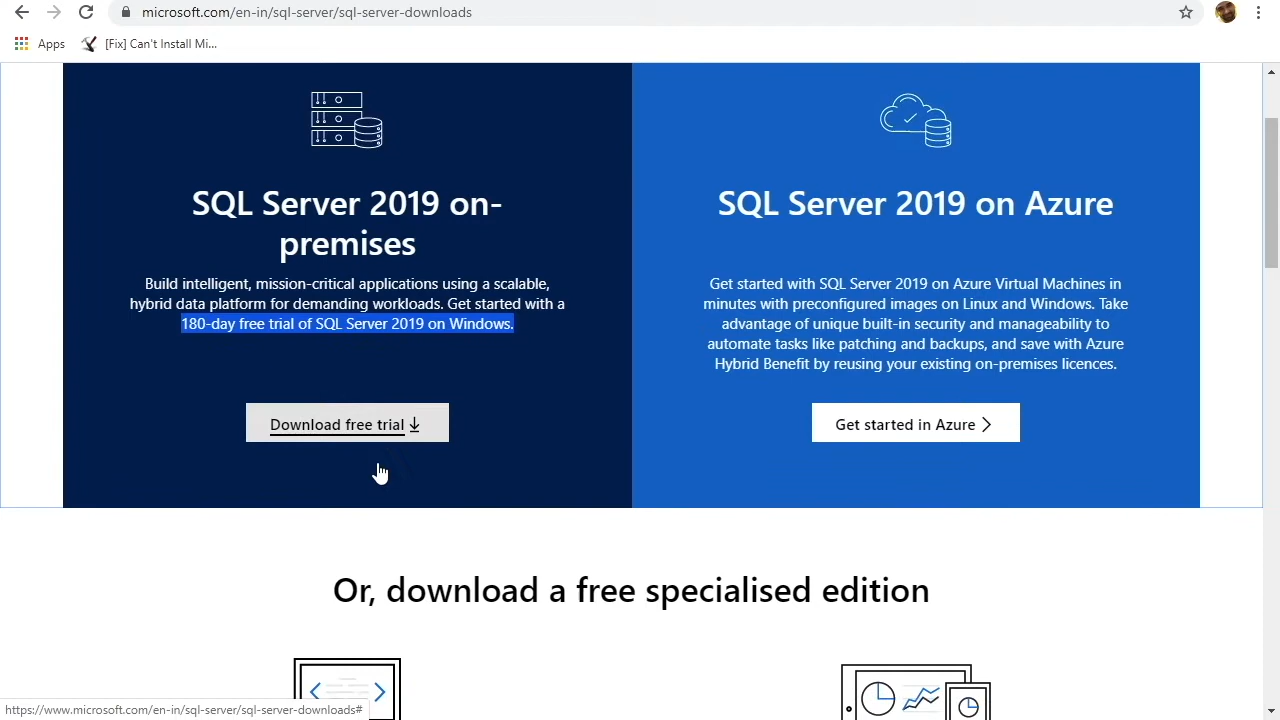 microsoft.com/en-in/sql-server/sql-server-downloads
Apps
[Fix] Can't Install Mi...
SQL Server 2019 on-
premises
Build intelligent, mission-critical applications using a scalable,
hybrid data platform for demanding workloads. Get started with a
180-day free trial of SQL Server 2019 on Windows.
Download free trial
SQL Server 2019 on Azure
Get started with SQL Server 2019 on Azure Virtual Machines in
minutes with preconfigured images on Linux and Windows. Take
advantage of unique built-in security and manageability to
automate tasks like patching and backups, and save with Azure
Hybrid Benefit by reusing your existing on-premises licences.
Get started in Azure
Or, download a free specialised edition
https://www.microsoft.com/en-in/sql-server/sql-server-downloads#